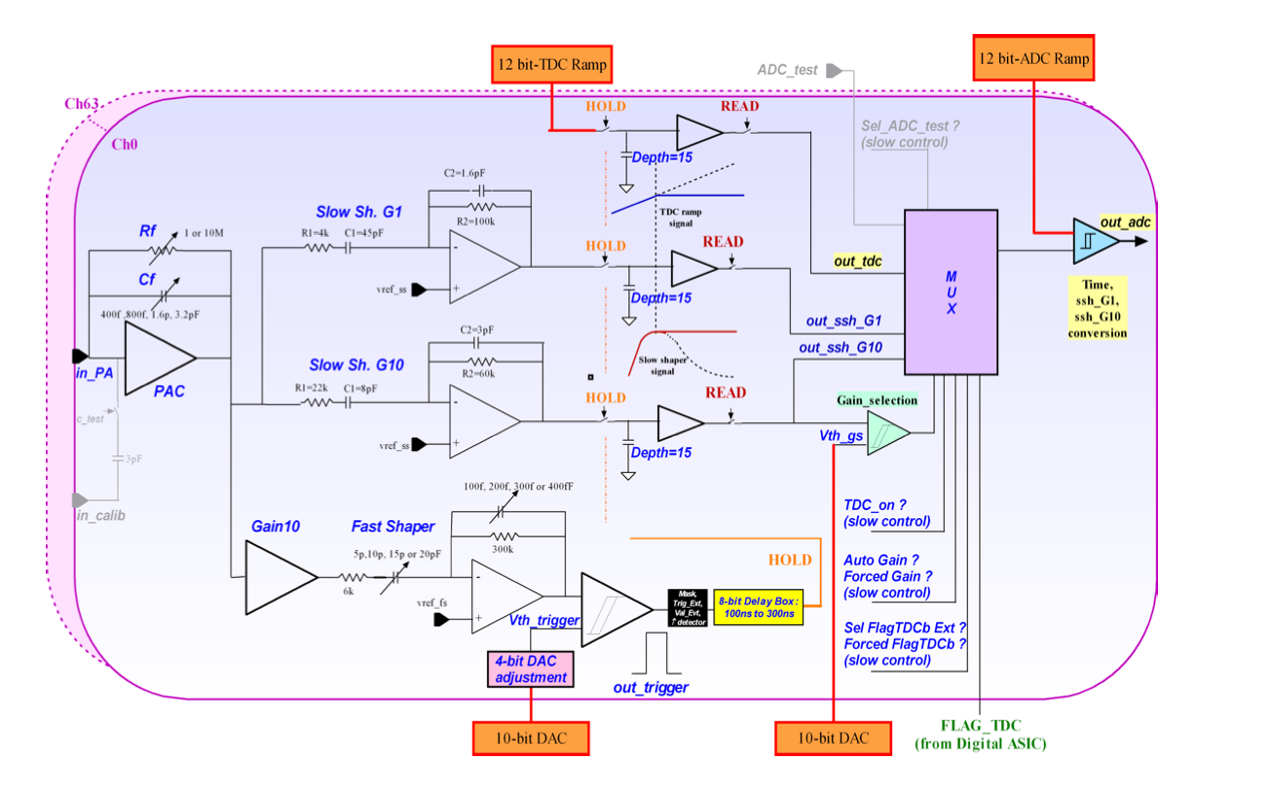 12 bit-TDC Ramp
12 bit-ADC Ramp
ADC_test
Ch63
Ch0
HOLD
READ
Depth=15
Sel_ADC_test ?
(slow control)
C2=1.6pF
R2=100k
Slow Sh. G1
R1=4k
C1=45pF
-
+
vref_ss
TDC ramp
signal
Rf
1 or 10M
Cf
400f ,800f, 1.6p, 3.2pF
in_PA
PAC
HOLD
READ
Depth=15
out_tdc
out_ssh_G1
out_ssh_G10
M
U
X
out_adc
Time,
ssh_G1,
ssh_G10
conversion
C2=3pF
R2=60k
Slow Sh. G10
R1=22k
C1=8pF
-
+
vref_ss
Slow shaper
signal
HOLD
READ
Depth=15
Gain_selection
Vth_gs
c_test
3pF
in_calib
Gain10
Fast Shaper
100f, 200f, 300f or 400fF
300k
5p,10p, 15p or 20pF
6k
-
+
vref_fs
Vth_trigger
4-bit DAC
adjustment
10-bit DAC
Mask,
Trig_Ext,
Val_Evt,
↑ detector
8-bit Delay Box:
100ns to 300ns
HOLD
out_trigger
TDC_on ?
(slow control)
Auto Gain ?
Forced Gain ?
(slow control)
Sel FlagTDCb Ext ?
Forced FlagTDCb ?
(slow control)
10-bit DAC
FLAG_TDC
(from Digital ASIC)